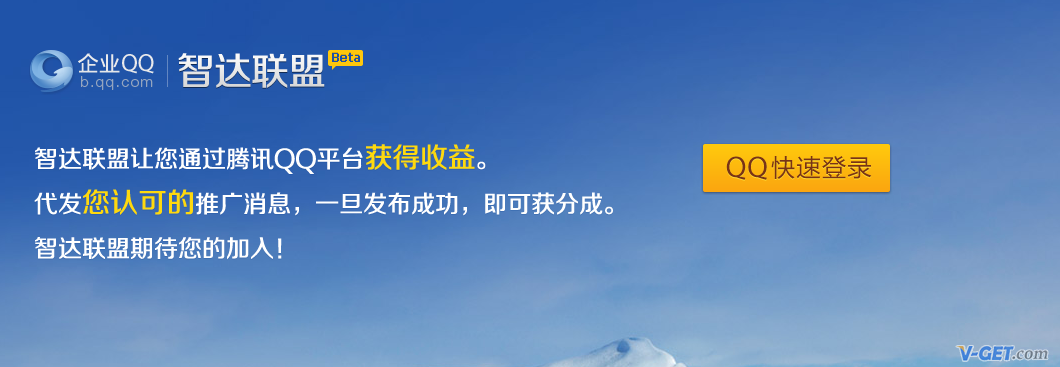 企业QQ
b.qq.com
智达联盟
Beta
智达联盟让您通过腾讯QQ平台获得收益。
代发您认可的推广消息，一旦发布成功，即可获分成。
智达联盟期待您的加入！
QQ快速登录
V-GET.com